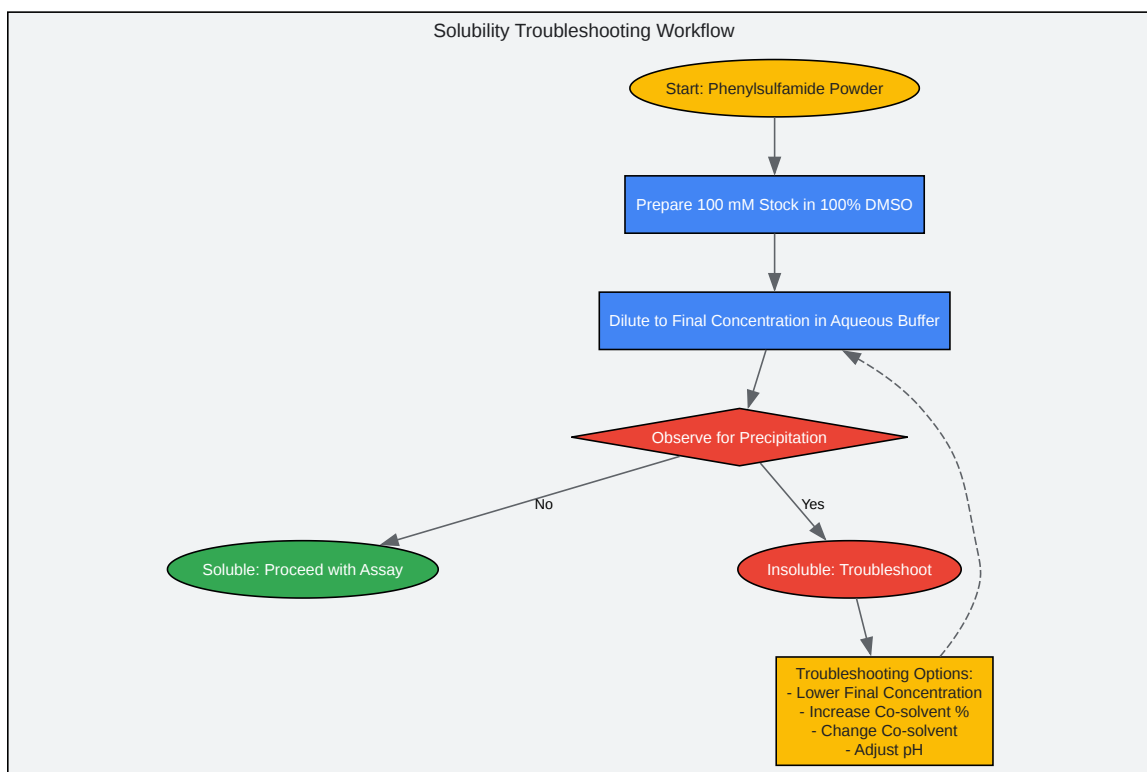 Solubility Troubleshooting Workflow
Start: Phenylsulfamide Powder
Prepare 100 mM Stock in 100% DMSO
Dilute to Final Concentration in Aqueous Buffer
Observe for Precipitation
No
Yes
Soluble: Proceed with Assay
Insoluble: Troubleshoot
Troubleshooting Options:
- Lower Final Concentration
- Increase Co-solvent %
- Change Co-solvent
- Adjust pH